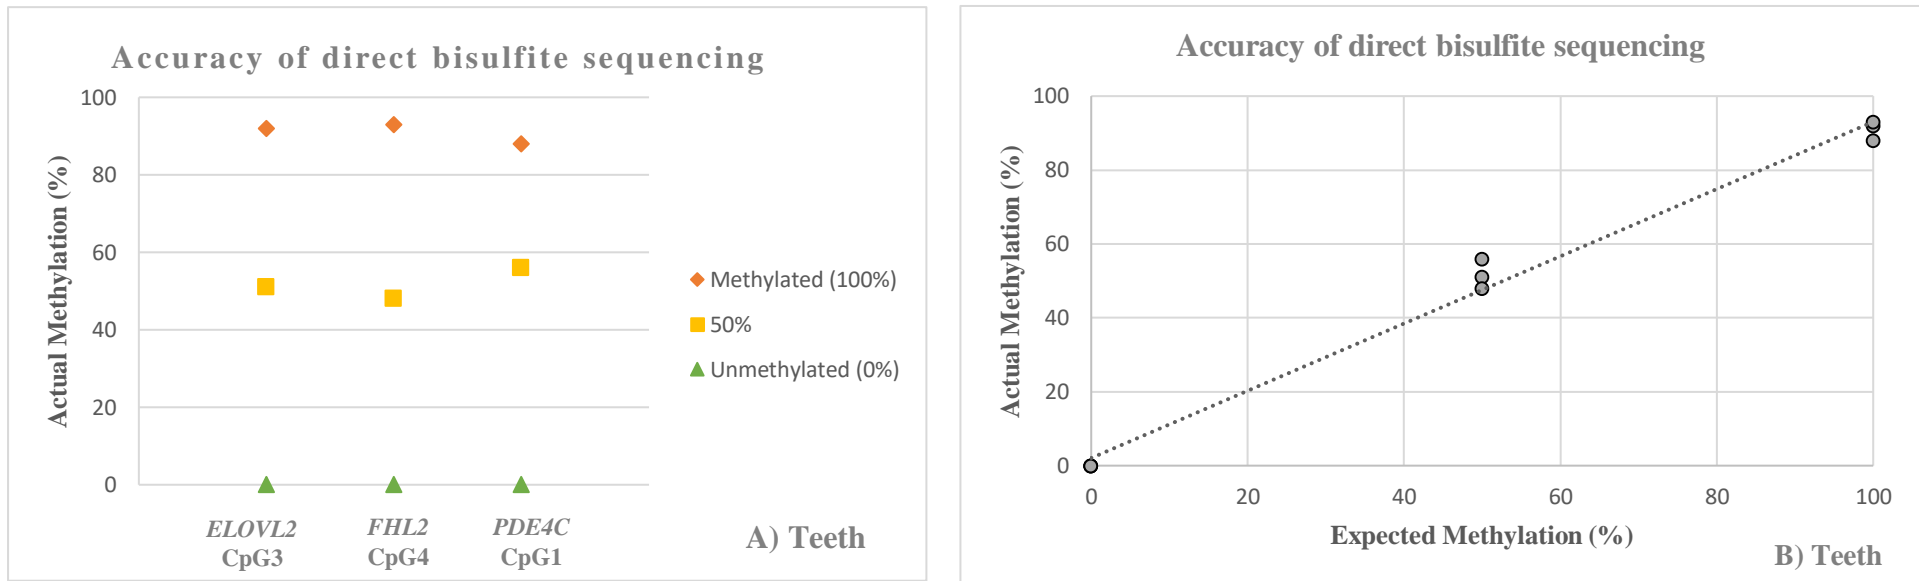 Accuracy of direct bisulfite sequencing
Actual Methylation (%)
100
80
60
40
20
0
ELOVL2
CpG3
FHL2
CpG4
PDE4C
CpG1
Methylated (100%)
50%
Unmethylated (0%)
A) Teeth
Accuracy of direct bisulfite sequencing
Actual Methylation (%)
100
80
60
40
20
0
0 20 40 60 80 100
Expected Methylation (%)
B) Teeth